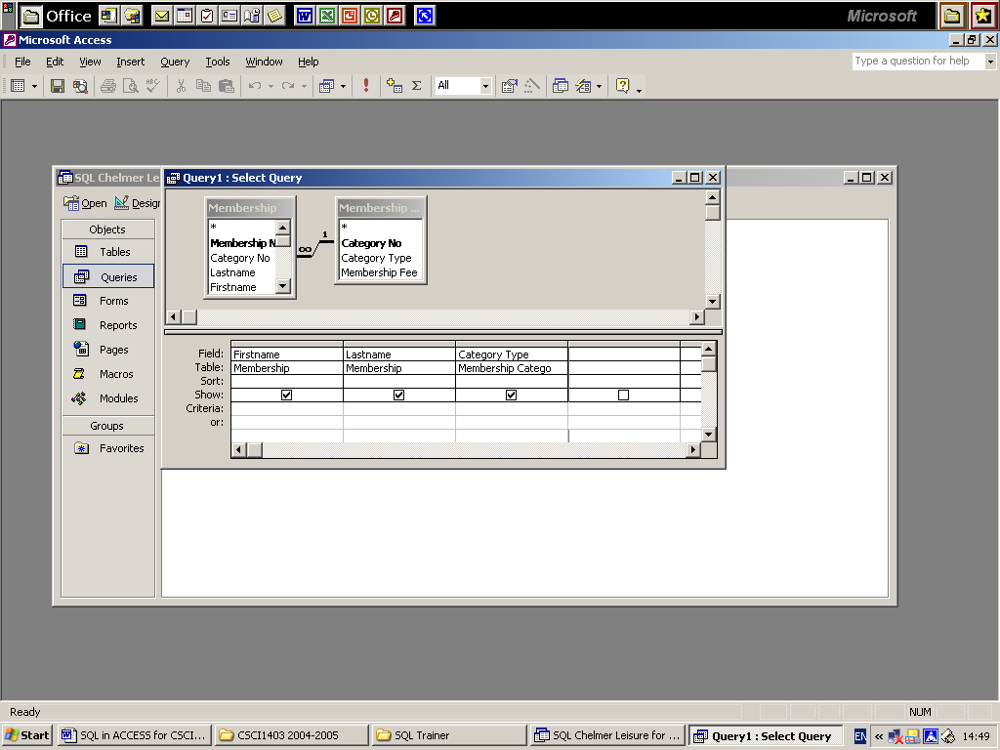 Office Microsoft
Microsoft Access
File Edit View Insert Query Tools Window Help Type a question for help
All
SQL Chelmer Le
Query1 : Select Query
Open Design
Objects
Tables
Queries
Forms
Reports
Pages
Macros
Modules
Groups
Favorites
Membership
*
Membership N
Category No
Lastname
Firstname
∞ 1
Membership ...
*
Category No
Category Type
Membership Fee
Field: Firstname Lastname Category Type
Table: Membership Membership Membership Catego
Sort:
Show:
Criteria:
or:
Ready NUM
Start SQL in ACCESS for CSCI... CSCI1403 2004-2005 SQL Trainer SQL Chelmer Leisure for ... Query1 : Select Query EN « 14:49